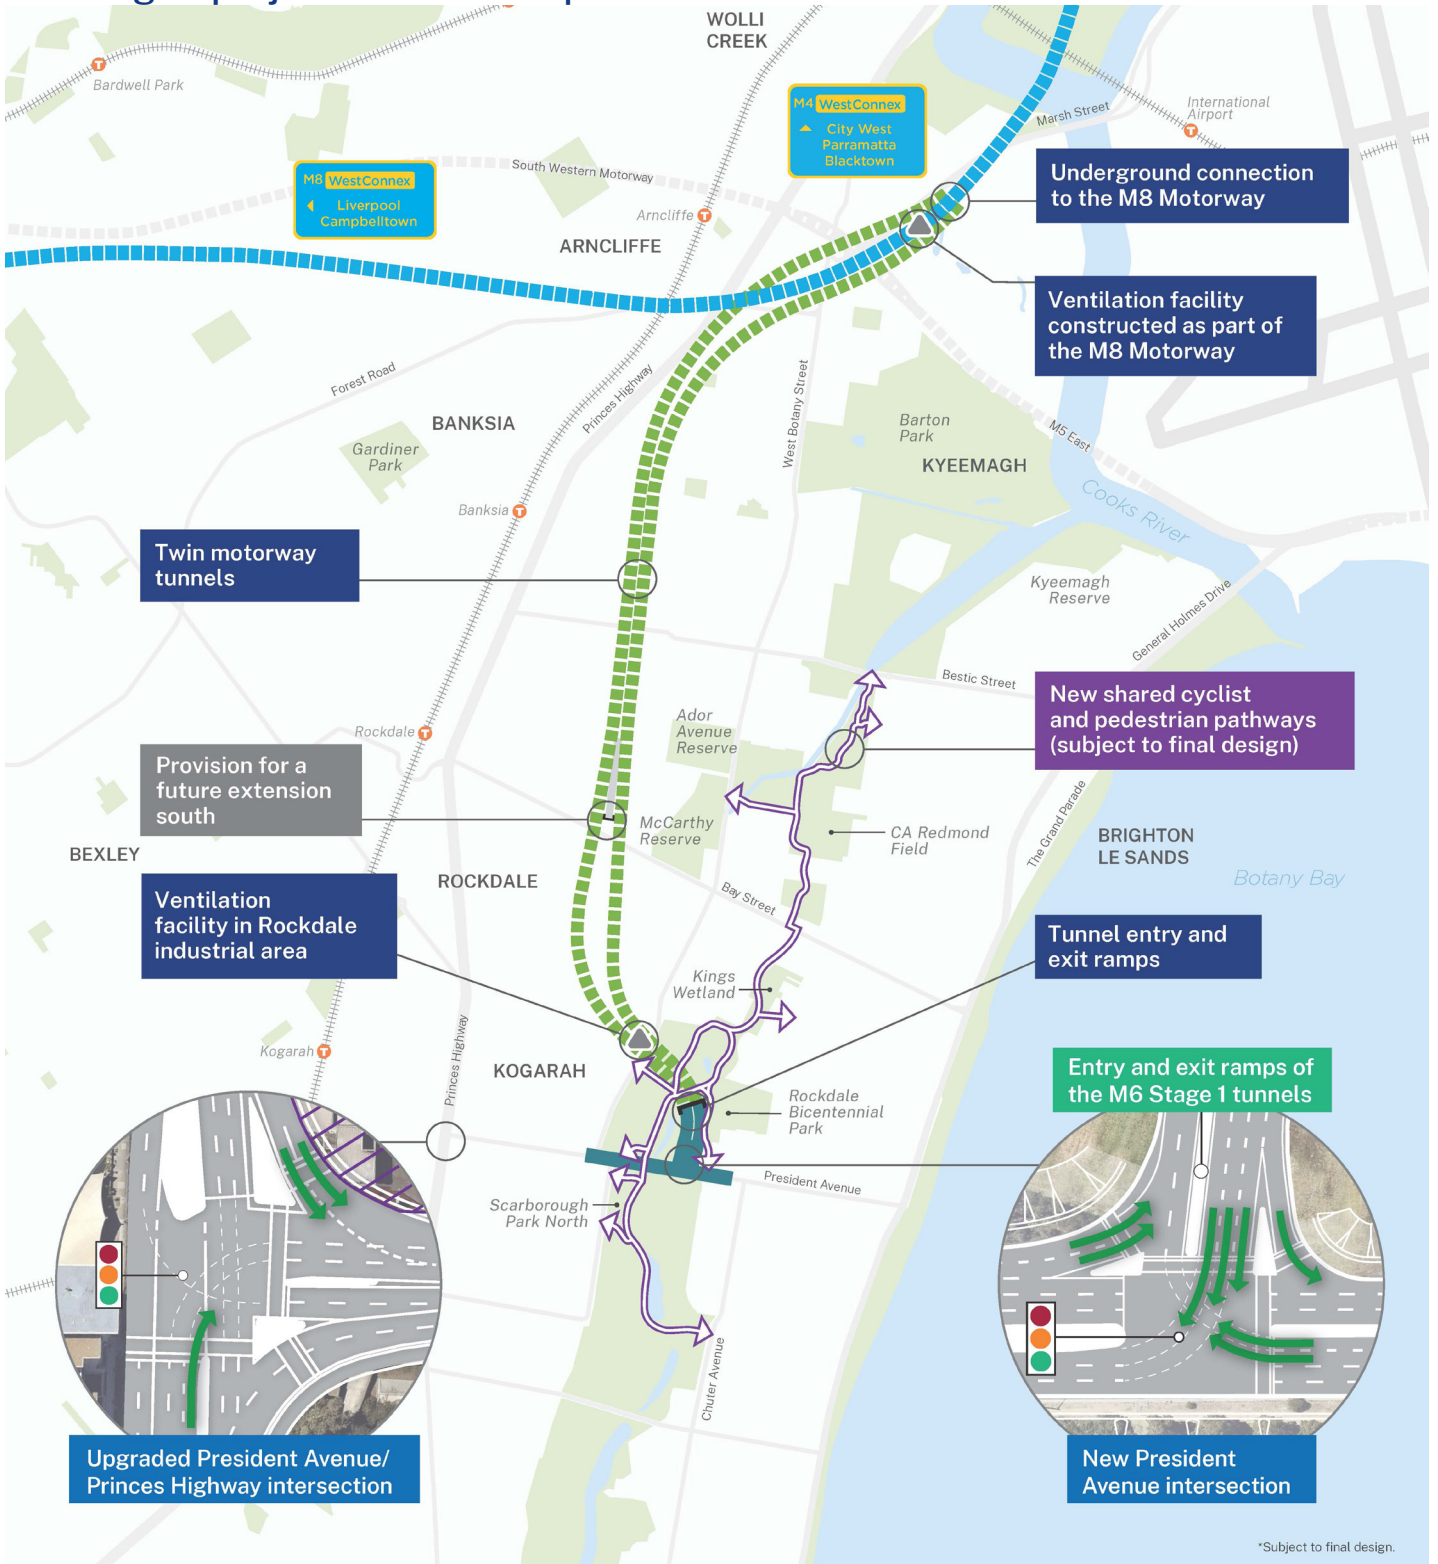 WOLLI
CREEK
Bardwell Park
M4 WestConnex
City West
Parramatta
Blacktown
International
Airport
Marsh Street
South Western Motorway
M8 WestConnex
Liverpool
Campbelltown
Underground connection
to the M8 Motorway
Arncliffe
ARNCLIFFE
Ventilation facility
constructed as part of
the M8 Motorway
Forest Road
Princes Highway
West Botany Street
BANKSIA
Gardiner
Park
Barton
Park
M5 East
KYEEMAGH
Cooks River
Banksia
Twin motorway
tunnels
Kyeemagh
Reserve
General Holmes Drive
Bestic Street
New shared cyclist
and pedestrian pathways
(subject to final design)
Ador
Avenue
Reserve
Rockdale
Provision for a
future extension
south
McCarthy
Reserve
CA Redmond
Field
The Grand Parade
BRIGHTON
LE SANDS
BEXLEY
ROCKDALE
Botany Bay
Bay Street
Ventilation
facility in Rockdale
industrial area
Tunnel entry and
exit ramps
Kings
Wetland
Princes Highway
Kogarah
KOGARAH
Entry and exit ramps of
the M6 Stage 1 tunnels
Rockdale
Bicentennial
Park
President Avenue
Scarborough
Park North
Chuter Avenue
Upgraded President Avenue/
Princes Highway intersection
New President
Avenue intersection
*Subject to final design.